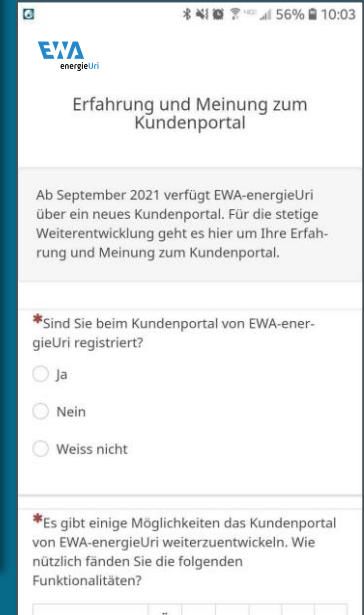 56% 10:03
EWA
energieUri
Erfahrung und Meinung zum
Kundenportal
Ab September 2021 verfügt EWA-energieUri
über ein neues Kundenportal. Für die stetige
Weiterentwicklung geht es hier um Ihre Erfah-
rung und Meinung zum Kundenportal.
*Sind Sie beim Kundenportal von EWA-ener-
gieUri registriert?
Ja
Nein
Weiss nicht
*Es gibt einige Möglichkeiten das Kundenportal
von EWA-energieUri weiterzuentwickeln. Wie
nützlich fänden Sie die folgenden
Funktionalitäten?